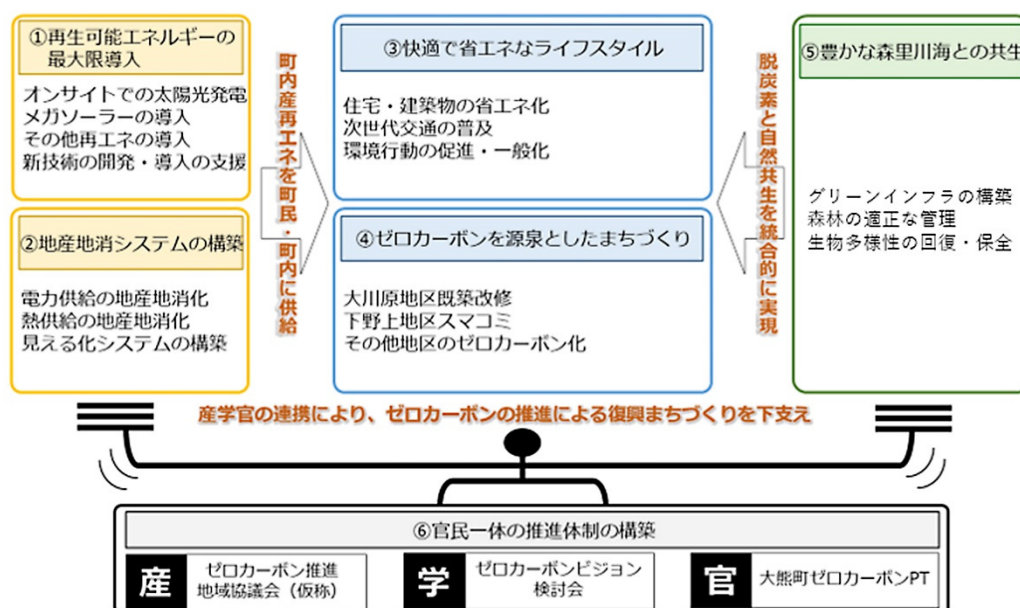 ①再生可能エネルギーの
最大限導入
オンサイトでの太陽光発電
メガソーラーの導入
その他再エネの導入
新技術の開発・導入の支援
②地産地消システムの構築
電力供給の地産地消化
熱供給の地産地消化
見える化システムの構築
町内産再エネを町民・町内に供給
③快適で省エネなライフスタイル
住宅・建築物の省エネ化
次世代交通の普及
環境行動の促進・一般化
④ゼロカーボンを源泉としたまちづくり
大川原地区既築改修
下野上地区スマコミ
その他地区のゼロカーボン化
脱炭素と自然共生を統合的に実現
⑤豊かな森里川海との共生
グリーンインフラの構築
森林の適正な管理
生物多様性の回復・保全
産学官の連携により、ゼロカーボンの推進による復興まちづくりを下支え
⑥官民一体の推進体制の構築
産
ゼロカーボン推進
地域協議会（仮称）
学
ゼロカーボンビジョン
検討会
官
大熊町ゼロカーボンPT